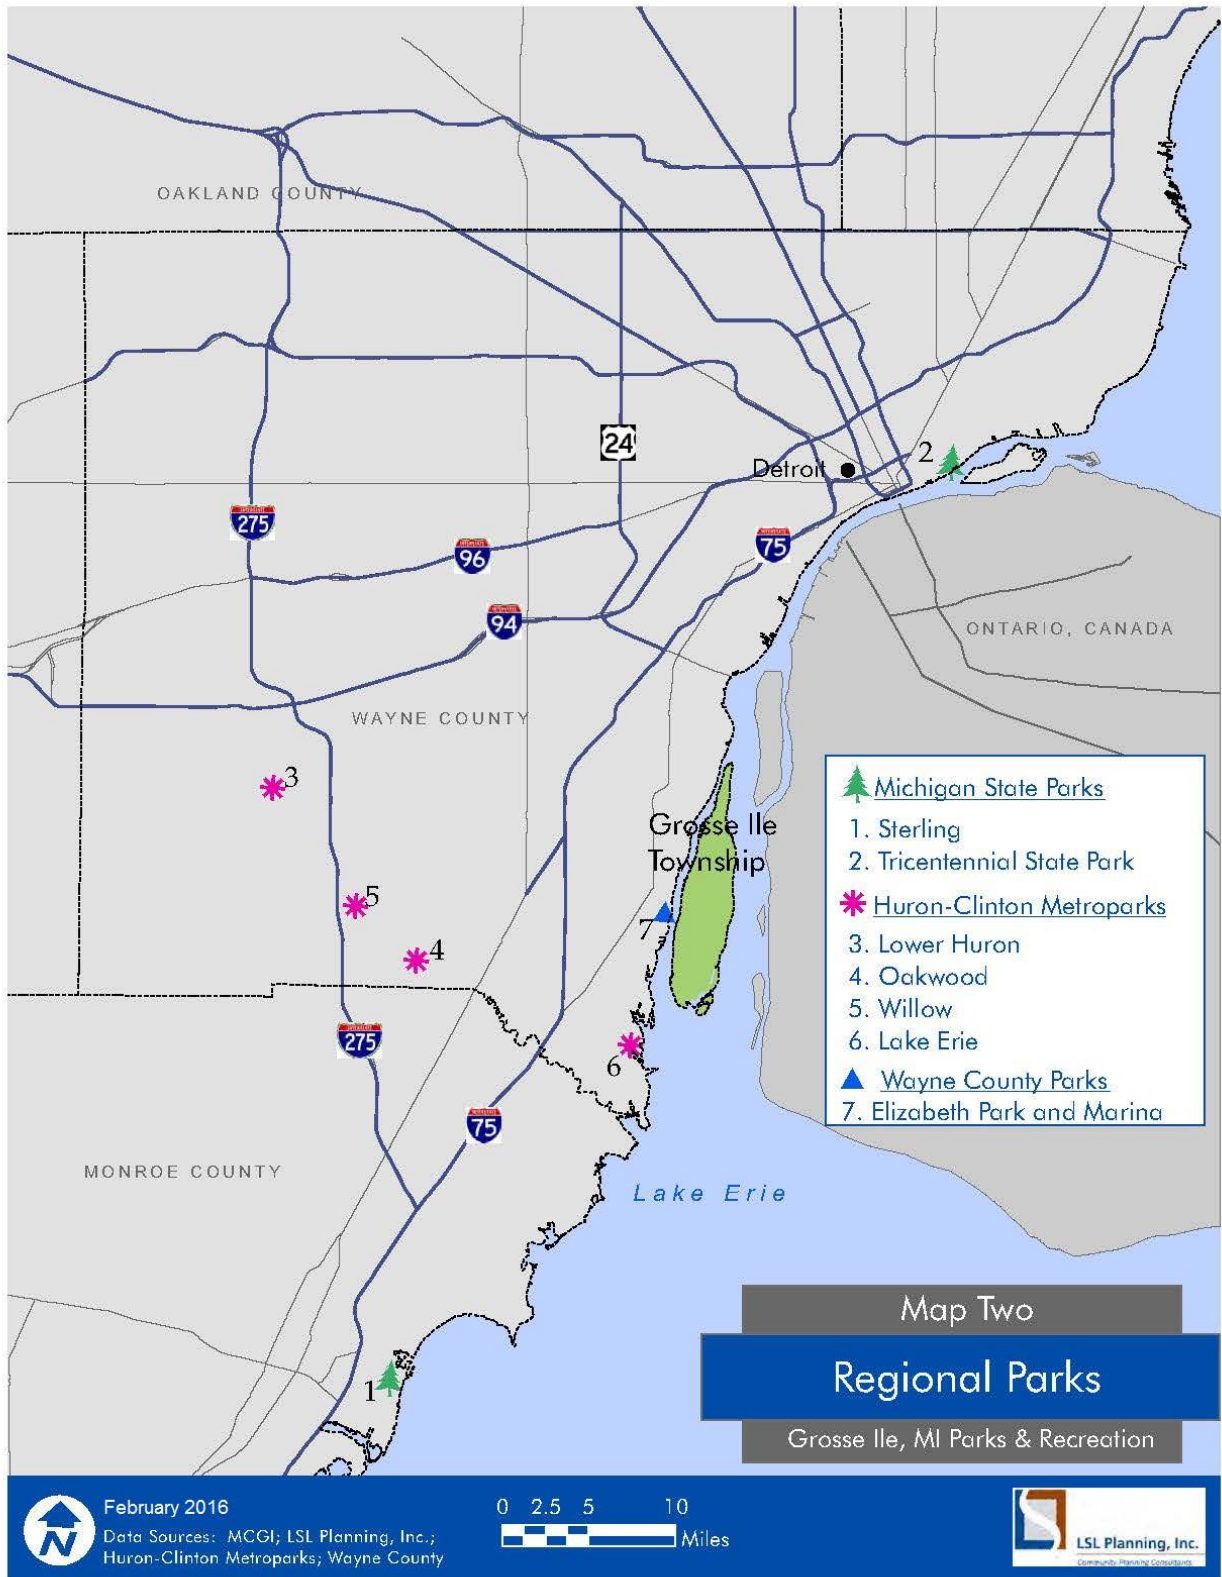 OAKLAND COUNTY
24
2
Detroit
275
96
75
94
ONTARIO, CANADA
WAYNE COUNTY
3
Grosse Ile
Township
5
7
4
275
6
75
MONROE COUNTY
Lake Erie
1
Michigan State Parks
1. Sterling
2. Tricentennial State Park
Huron-Clinton Metroparks
3. Lower Huron
4. Oakwood
5. Willow
6. Lake Erie
Wayne County Parks
7. Elizabeth Park and Marina
Map Two
Regional Parks
Grosse Ile, MI Parks & Recreation
N
February 2016
Data Sources: MCGI; LSL Planning, Inc.;
Huron-Clinton Metroparks; Wayne County
0 2.5 5 10
Miles
LSL Planning, Inc.
Community Planning Consultants